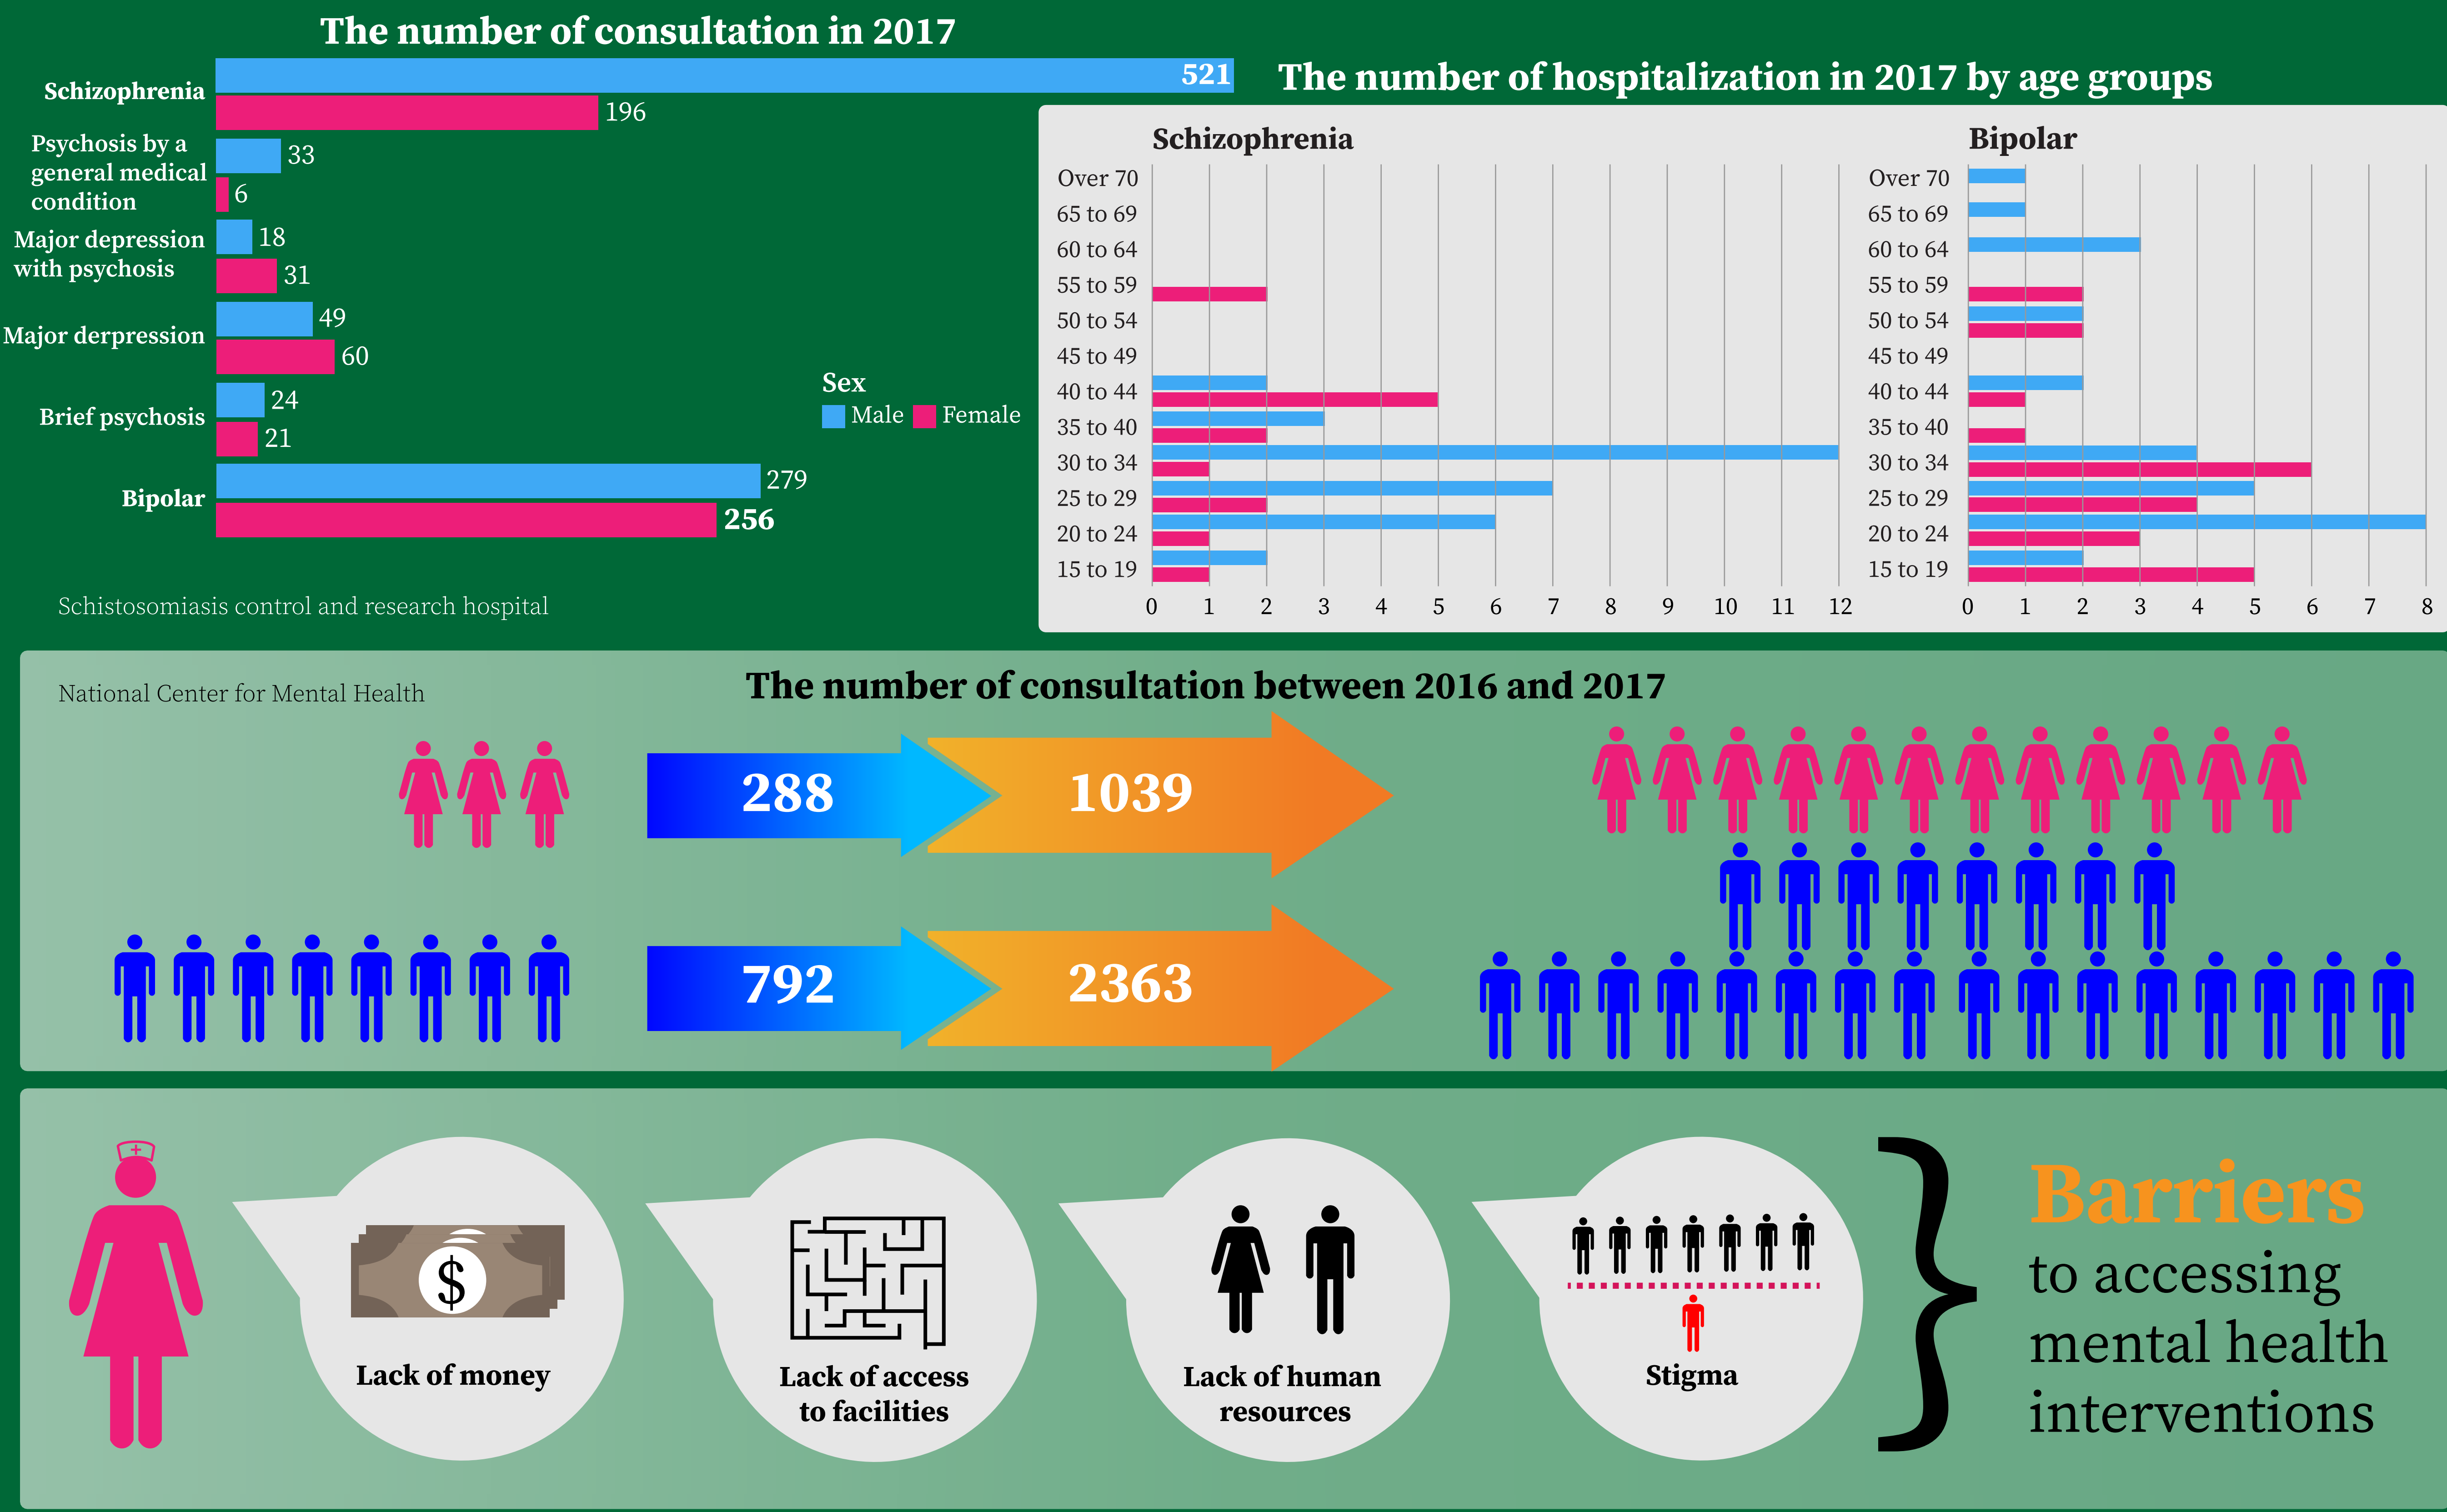 The number of consultation in 2017
Schizophrenia
521
196
Psychosis by a
general medical
condition
33
6
Major depression
with psychosis
18
31
Major derpression
49
60
Brief psychosis
24
21
Bipolar
279
256
Sex
Male Female
Schistosomiasis control and research hospital
The number of hospitalization in 2017 by age groups
Schizophrenia
Over 70
65 to 69
60 to 64
55 to 59
50 to 54
45 to 49
40 to 44
35 to 40
30 to 34
25 to 29
20 to 24
15 to 19
0 1 2 3 4 5 6 7 8 9 10 11 12
Bipolar
Over 70
65 to 69
60 to 64
55 to 59
50 to 54
45 to 49
40 to 44
35 to 40
30 to 34
25 to 29
20 to 24
15 to 19
0 1 2 3 4 5 6 7 8
National Center for Mental Health
The number of consultation between 2016 and 2017
288 1039
792 2363
$
Lack of money
Lack of access
to facilities
Lack of human
resources
Stigma
}
Barriers
to accessing
mental health
interventions